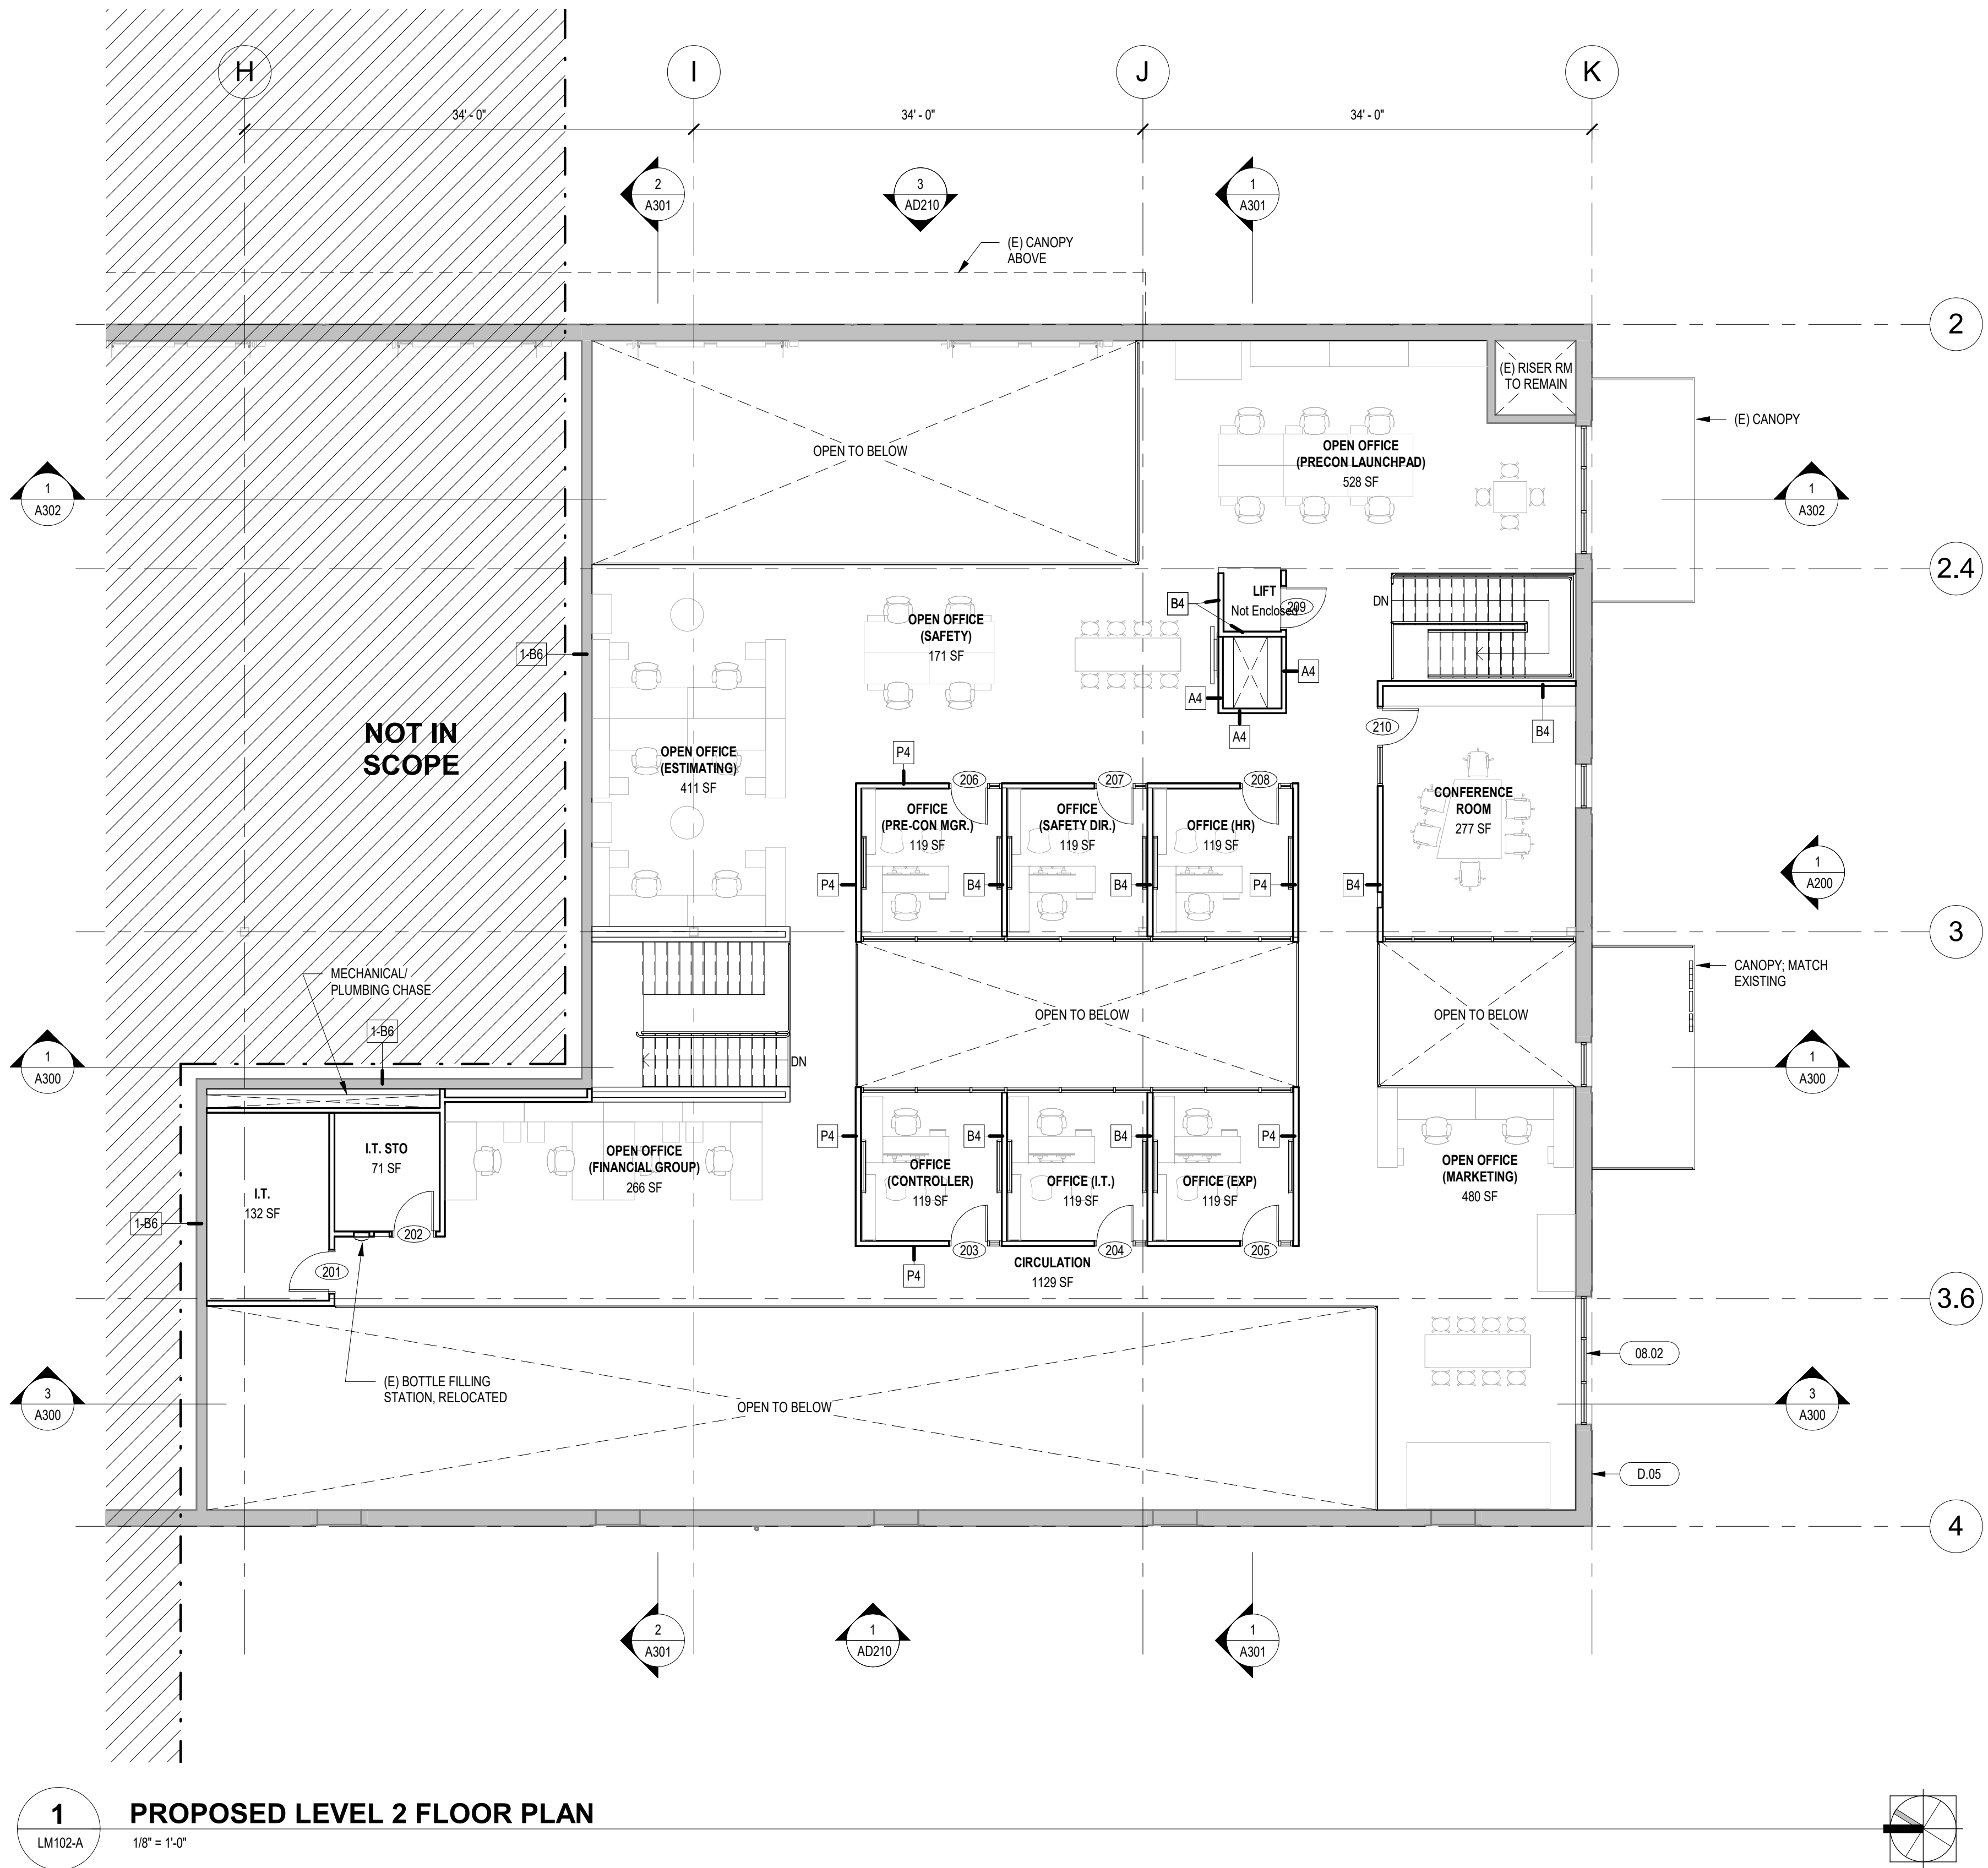 H
I
J
K
34' - 0"
34' - 0"
34' - 0"
2
A301
3
AD210
1
A301
(E) CANOPY
ABOVE
2
(E) RISER RM
TO REMAIN
(E) CANOPY
OPEN TO BELOW
OPEN OFFICE
(PRECON LAUNCHPAD)
528 SF
1
A302
1
A302
2.4
LIFT
Not Enclosed
209
B4
DN
OPEN OFFICE
(SAFETY)
171 SF
1-B6
A4
A4
A4
B4
210
NOT IN
SCOPE
OPEN OFFICE
(ESTIMATING)
411 SF
P4
206
207
208
OFFICE
(PRE-CON MGR.)
119 SF
OFFICE
(SAFETY DIR.)
119 SF
OFFICE (HR)
119 SF
CONFERENCE
ROOM
277 SF
P4
B4
B4
P4
B4
1
A200
3
MECHANICAL/
PLUMBING CHASE
CANOPY; MATCH
EXISTING
1-B6
OPEN TO BELOW
OPEN TO BELOW
1
A300
DN
1
A300
I.T. STO
71 SF
OPEN OFFICE
(FINANCIAL GROUP)
266 SF
P4
B4
B4
P4
OFFICE
(CONTROLLER)
119 SF
OFFICE (I.T.)
119 SF
OFFICE (EXP)
119 SF
OPEN OFFICE
(MARKETING)
480 SF
I.T.
132 SF
1-B6
202
201
203
204
205
P4
CIRCULATION
1129 SF
3.6
08.02
(E) BOTTLE FILLING
STATION, RELOCATED
OPEN TO BELOW
3
A300
3
A300
D.05
4
2
A301
1
AD210
1
A301
1
LM102-A
PROPOSED LEVEL 2 FLOOR PLAN
1/8" = 1'-0"